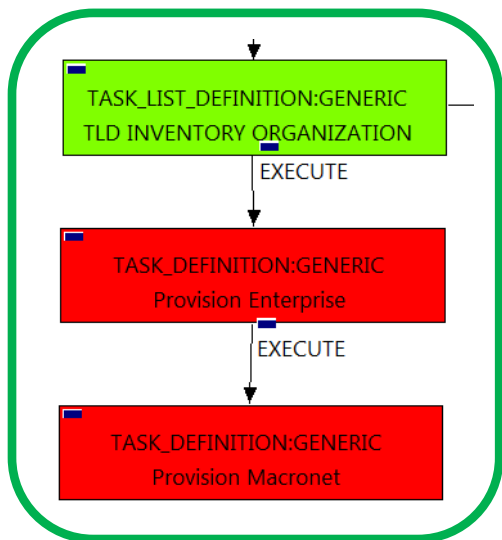 TASK_LIST_DEFINITION:GENERIC
TLD INVENTORY ORGANIZATION
EXECUTE
TASK_DEFINITION:GENERIC
Provision Enterprise
EXECUTE
TASK_DEFINITION:GENERIC
Provision Macronet